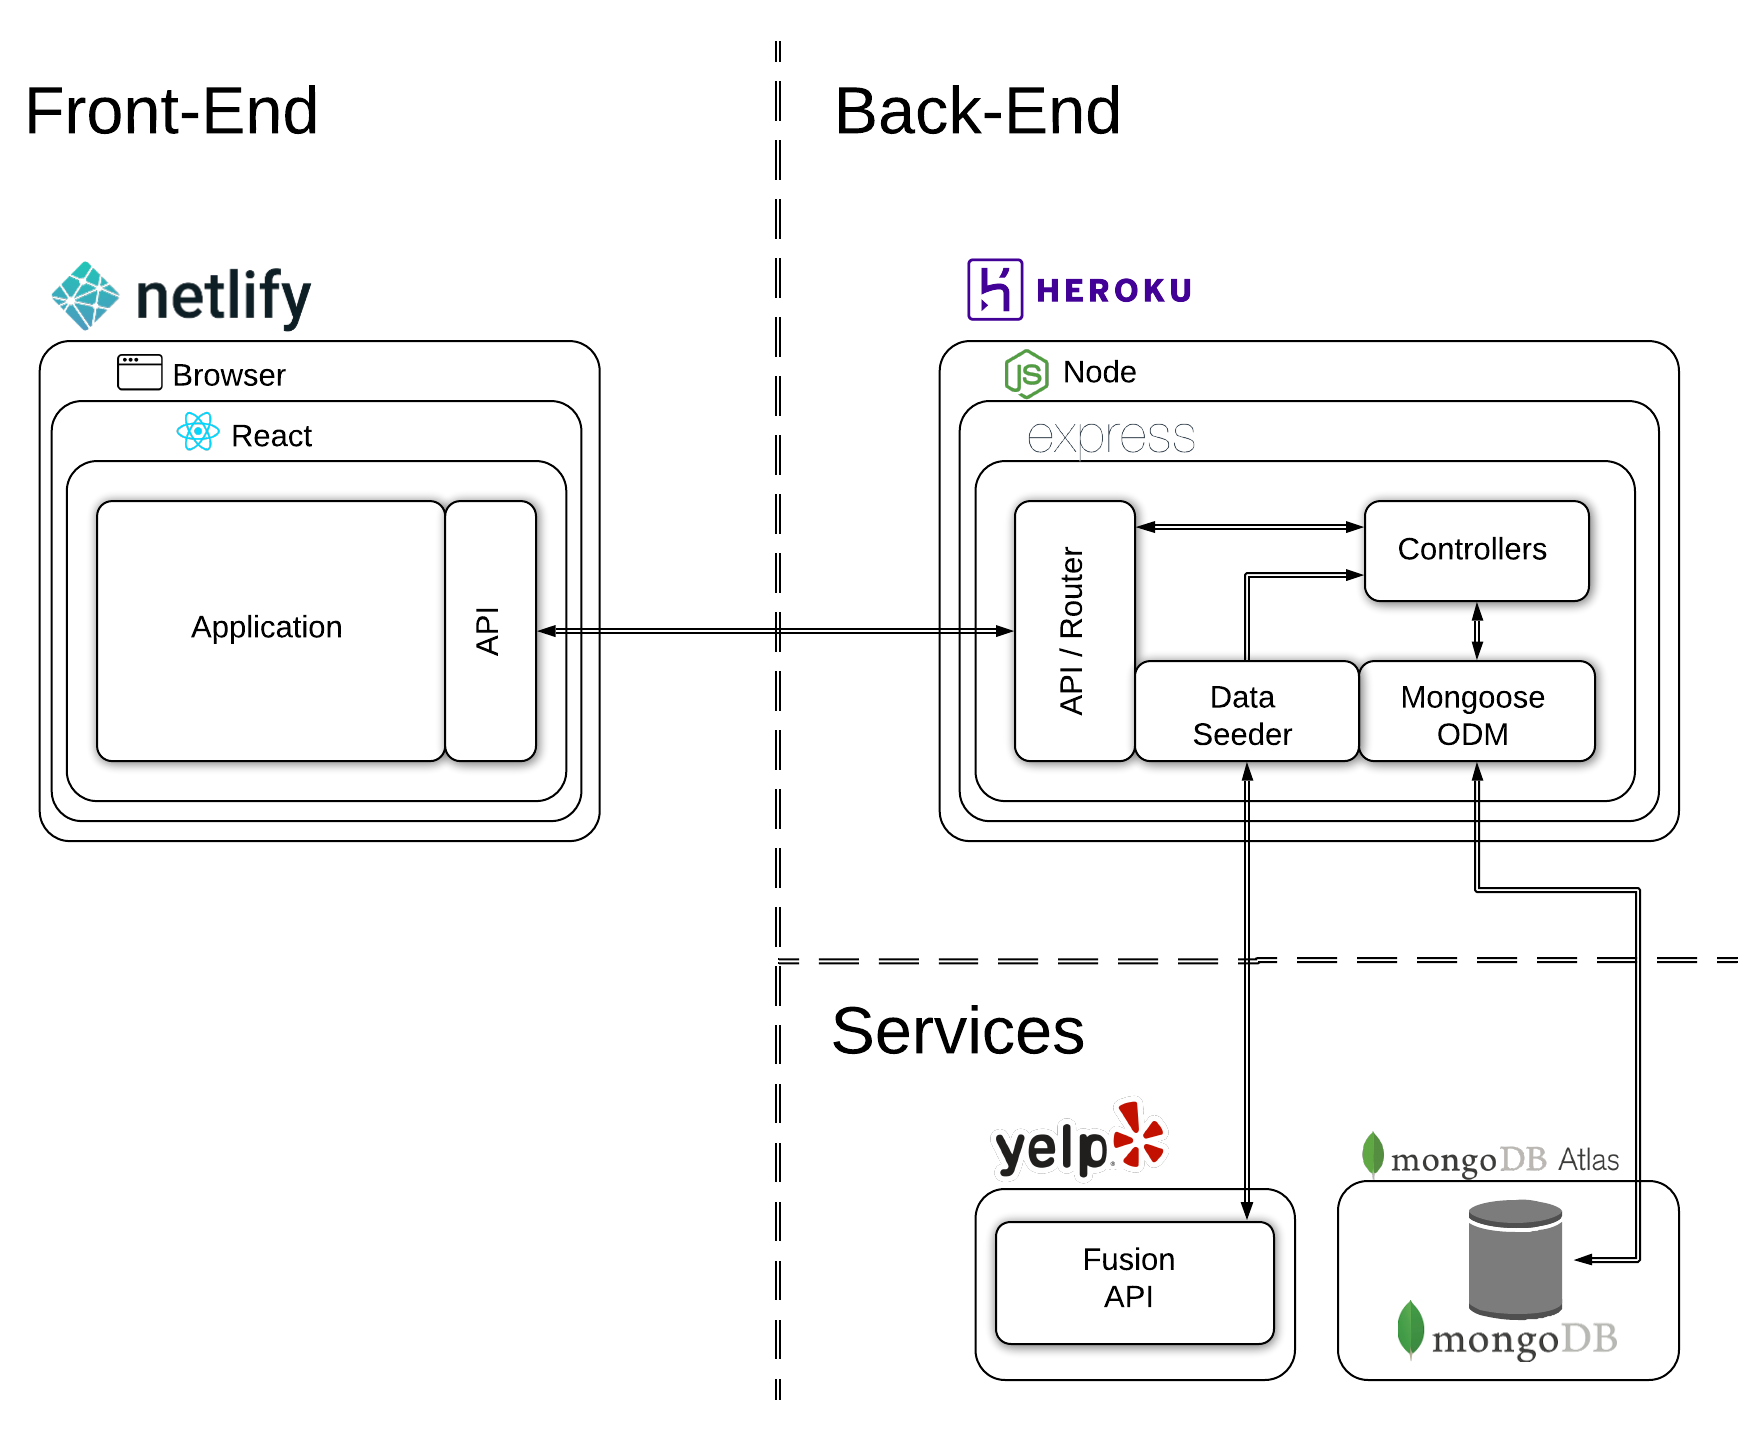 Front-End
netlify
Browser
React
Application
API
Back-End
HEROKU
JS
Node
express
API / Router
Controllers
Data
Seeder
Mongoose
ODM
Services
yelp
Fusion
API
mongoDB Atlas
mongoDB